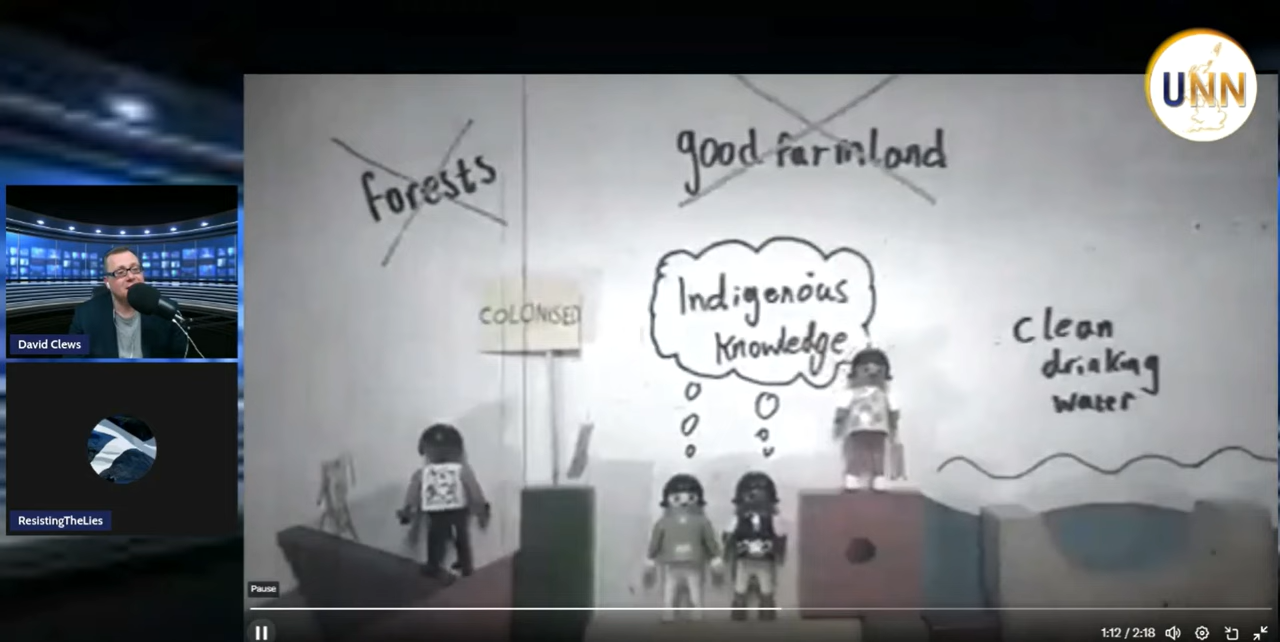 UNN
forests
good farmland
Indigenous
Knowledge
COLONISED
Clean
drinking
water
David Clews
ResistingTheLies
Pause
1:12 / 2:18